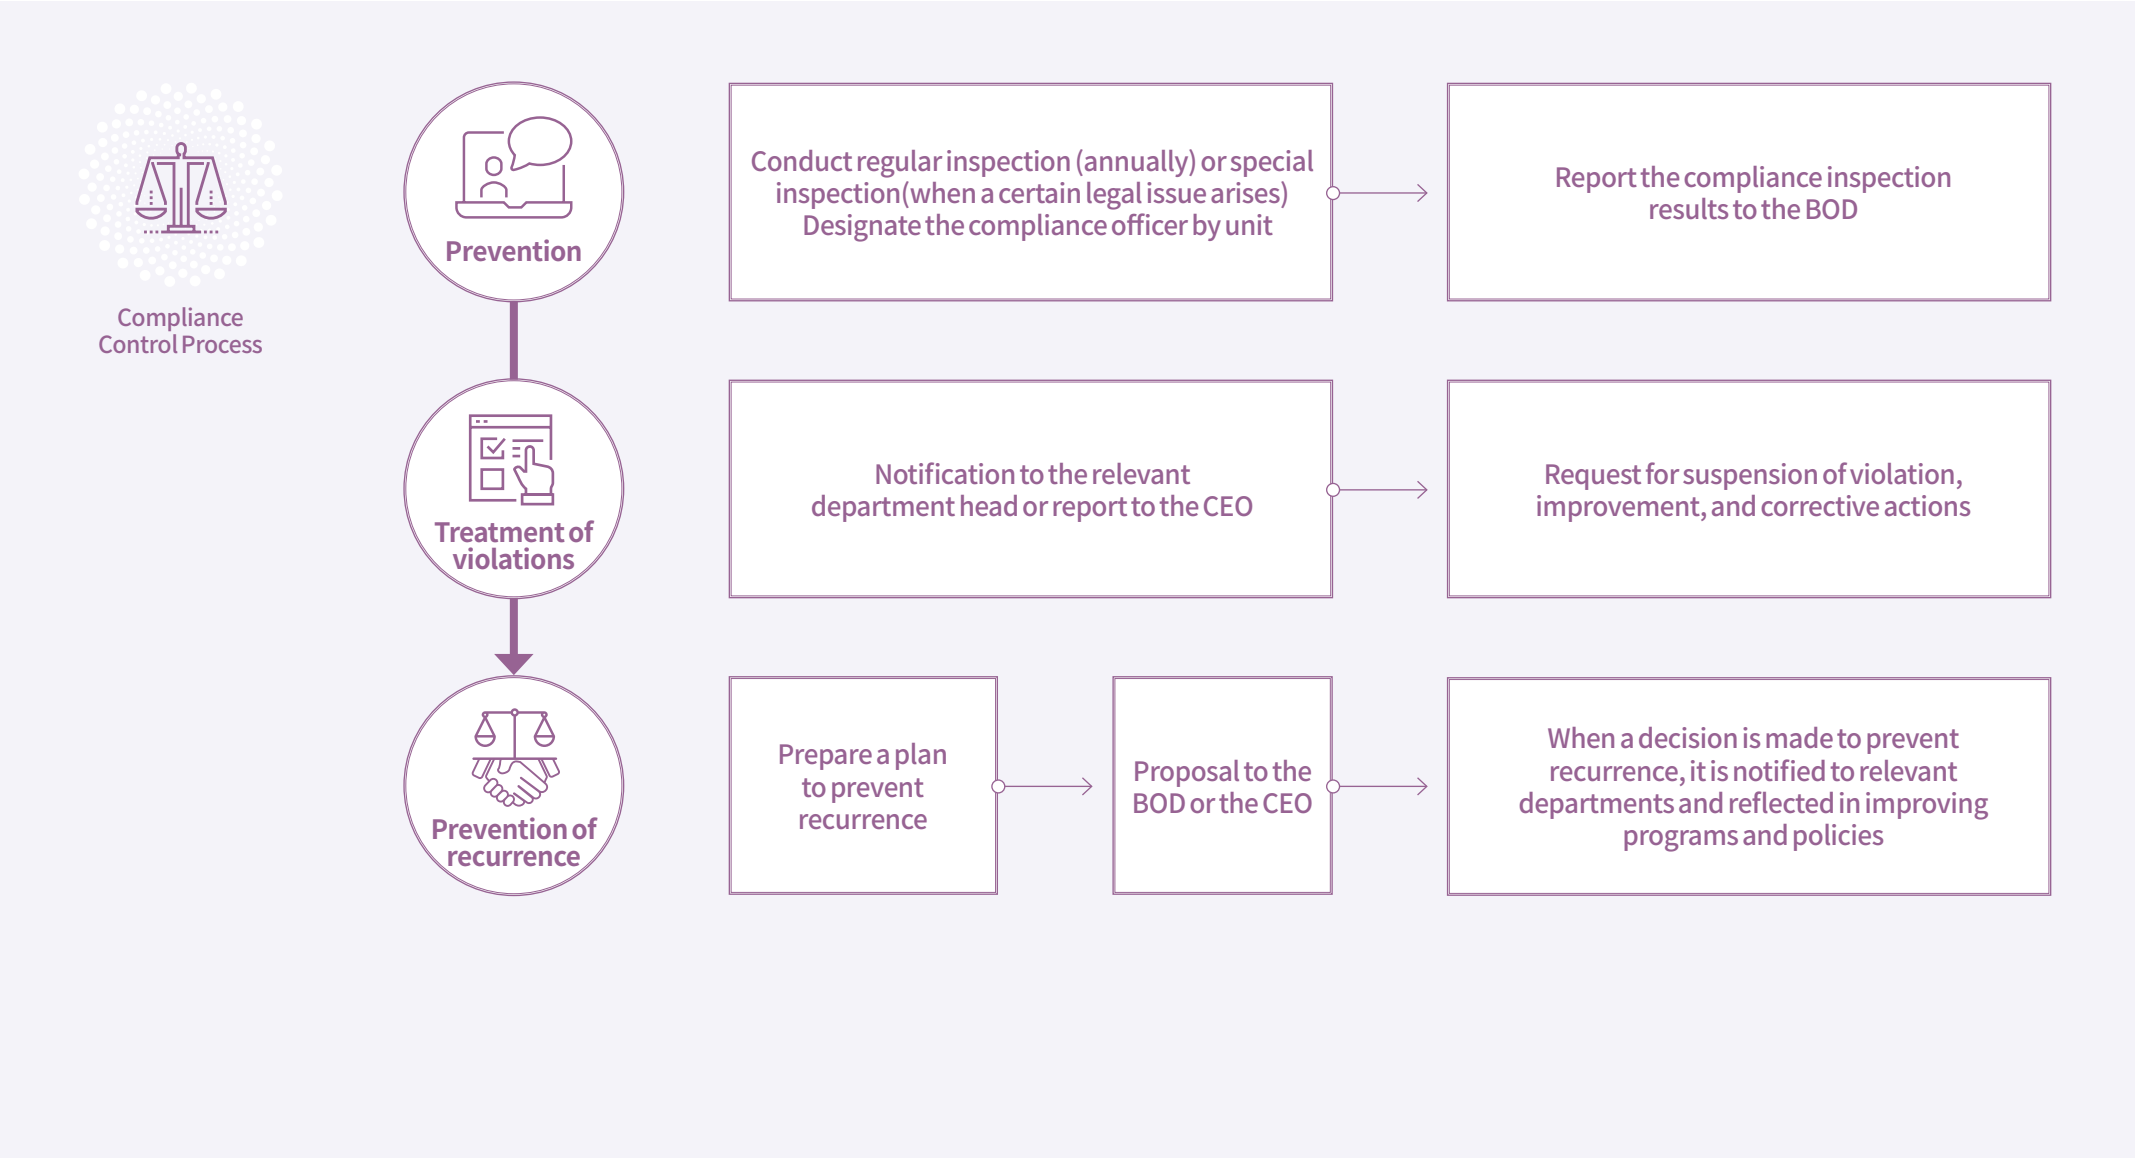 Compliance
Control Process
Prevention
Conduct regular inspection (annually) or special
inspection(when a certain legal issue arises)
Designate the compliance officer by unit
Report the compliance inspection
results to the BOD
Treatment of
violations
Notification to the relevant
department head or report to the CEO
Request for suspension of violation,
improvement, and corrective actions
Prevention of
recurrence
Prepare a plan
to prevent
recurrence
Proposal to the
BOD or the CEO
When a decision is made to prevent
recurrence, it is notified to relevant
departments and reflected in improving
programs and policies